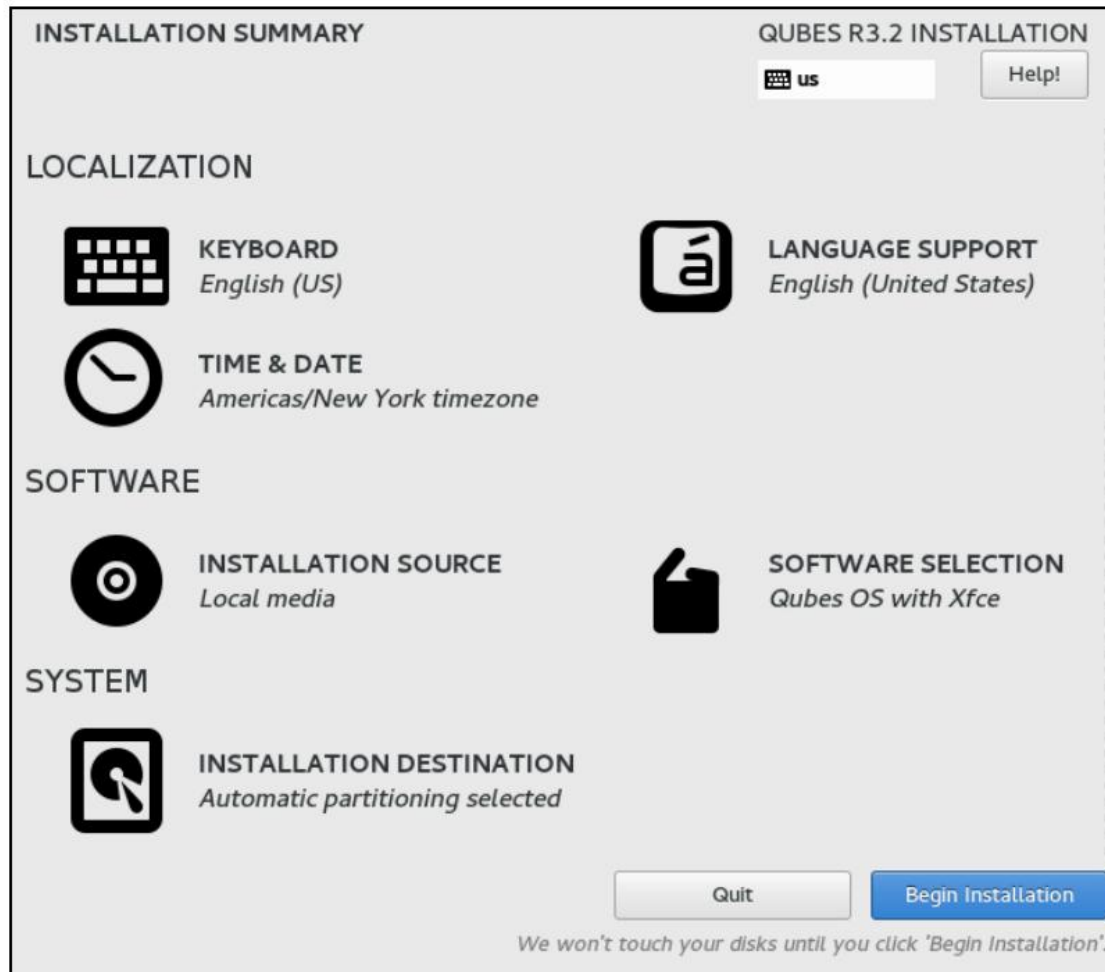 INSTALLATION SUMMARY
QUBES R3.2 INSTALLATION
us
Help!
LOCALIZATION
KEYBOARD
English (US)
á
LANGUAGE SUPPORT
English (United States)
TIME & DATE
Americas/New York timezone
SOFTWARE
INSTALLATION SOURCE
Local media
SOFTWARE SELECTION
Qubes OS with Xfce
SYSTEM
INSTALLATION DESTINATION
Automatic partitioning selected
Quit
Begin Installation
We won't touch your disks until you click 'Begin Installation'.